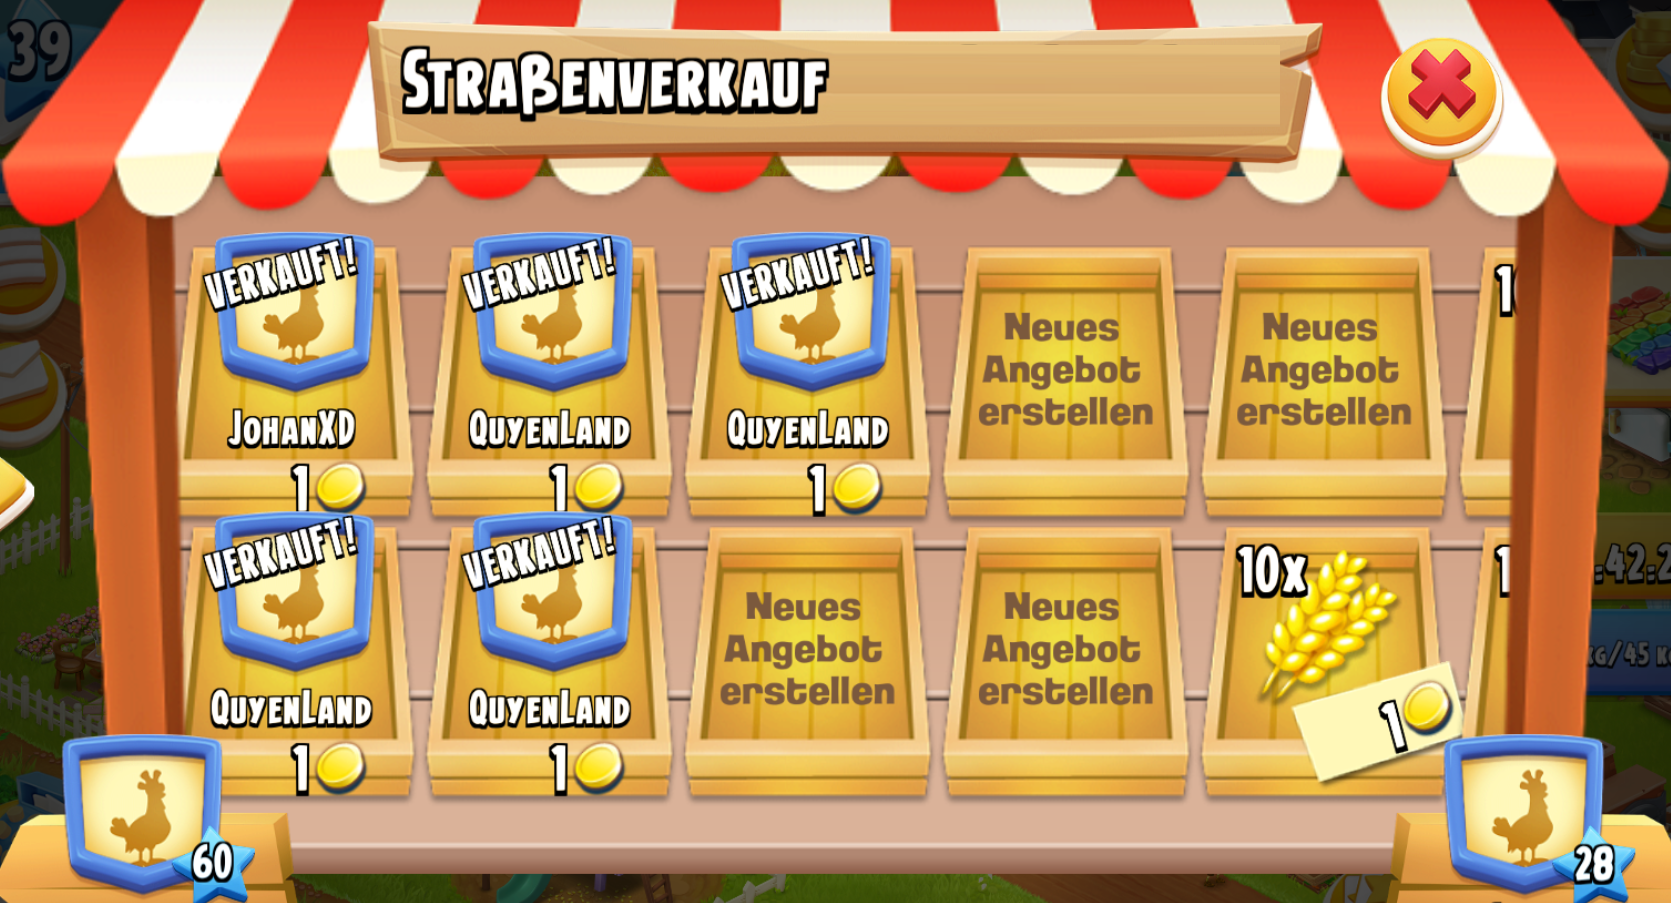 39
Straßenverkauf
Verkauft!
JohanXD
1
Verkauft!
QuyenLand
1
Verkauft!
QuyenLand
1
Neues
Angebot
erstellen
Neues
Angebot
erstellen
Verkauft!
QuyenLand
1
Verkauft!
QuyenLand
1
Neues
Angebot
erstellen
Neues
Angebot
erstellen
10x
1
60
28